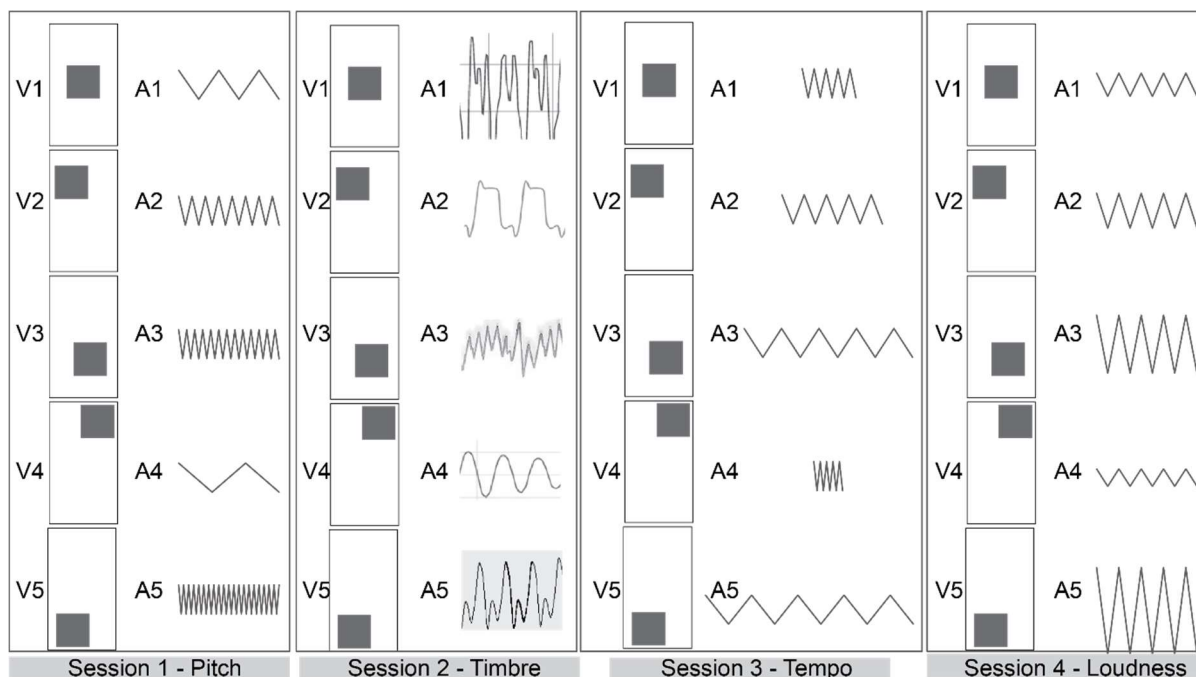 V1 A1 V1 A1 V1 A1 V1 A1
V2 A2 V2 A2 V2 A2 V2 A2
V3 A3 V3 A3 V3 A3 V3 A3
V4 A4 V4 A4 V4 A4 V4 A4
V5 A5 V5 A5 V5 A5 V5 A5
Session 1 - Pitch Session 2 - Timbre Session 3 - Tempo Session 4 - Loudness